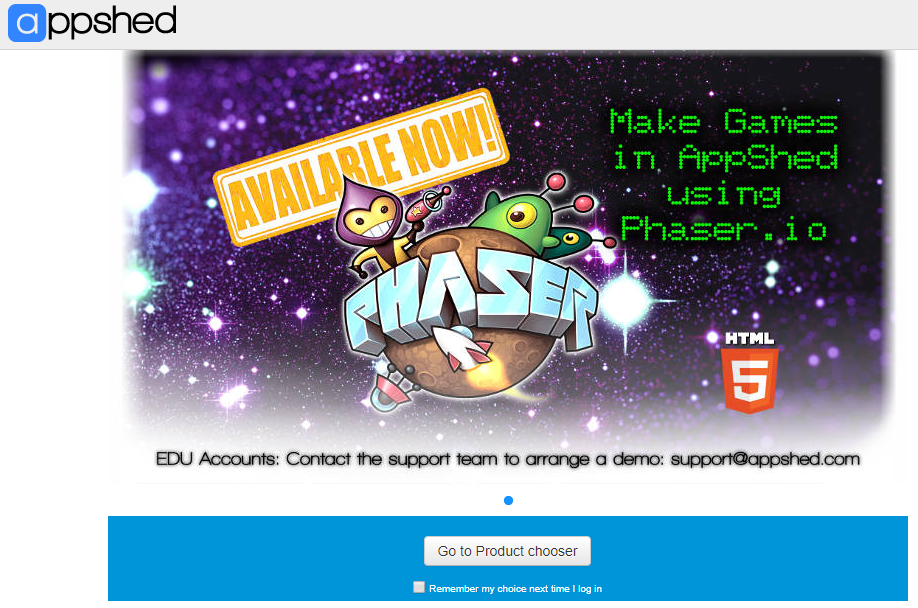 appshed
AVAILABLE NOW!
Make Games
in AppShed
using
Phaser.io
PHASER
HTML
5
EDU Accounts: Contact the support team to arrange a demo: support@appshed.com
Go to Product chooser
Remember my choice next time I log in